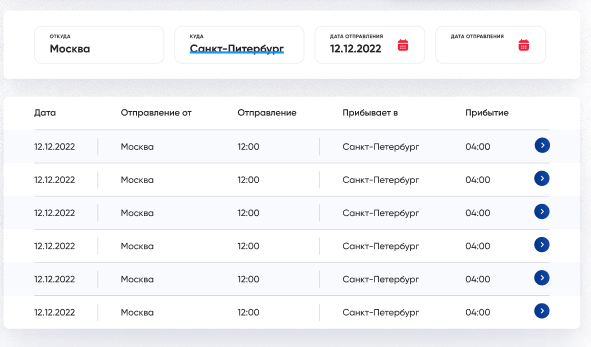 ОТКУДА КУДА ДАТА ОТПРАВЛЕНИЯ ДАТА ОТПРАВЛЕНИЯ
Москва Санкт-Питербург 12.12.2022
Дата Отправление от Отправление Прибывает в Прибытие
12.12.2022 Москва 12:00 Санкт-Петербург 04:00
12.12.2022 Москва 12:00 Санкт-Петербург 04:00
12.12.2022 Москва 12:00 Санкт-Петербург 04:00
12.12.2022 Москва 12:00 Санкт-Петербург 04:00
12.12.2022 Москва 12:00 Санкт-Петербург 04:00
12.12.2022 Москва 12:00 Санкт-Петербург 04:00